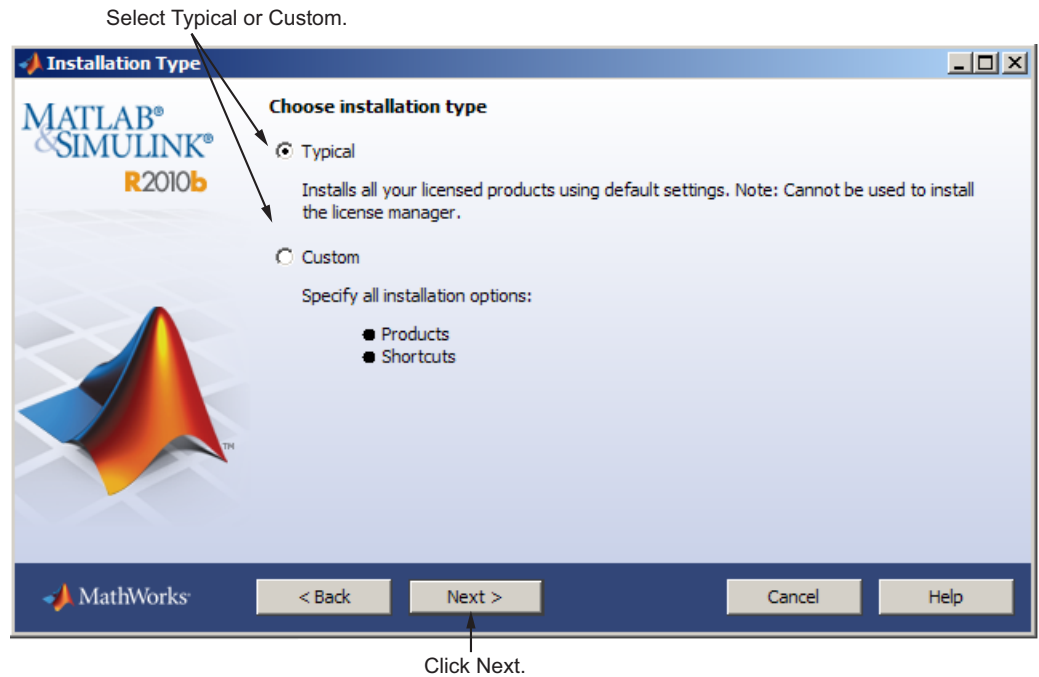 Select Typical or Custom.
Installation Type
MATLAB®
&SIMULINK®
R2010b
Choose installation type
Typical
Installs all your licensed products using default settings. Note: Cannot be used to install
the license manager.
Custom
Specify all installation options:
● Products
● Shortcuts
TM
MathWorks
< Back
Next >
Cancel
Help
Click Next.